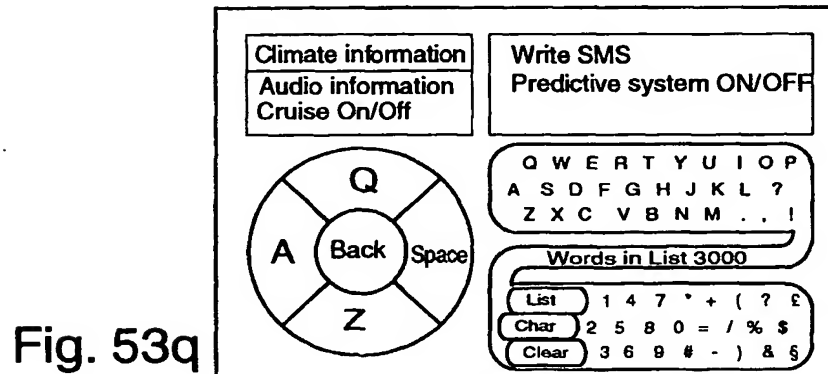 Climate information
Audio information
Cruise On/Off
Write SMS
Predictive system ON/OFF
Q
A
Back
Space
Z
Q W E R T Y U I O P
A S D F G H J K L ?
Z X C V B N M . , !
Words in List 3000
List 1 4 7 * + ( ? £
Char 2 5 8 0 = / % $
Clear 3 6 9 # - ) & §
Fig. 53q